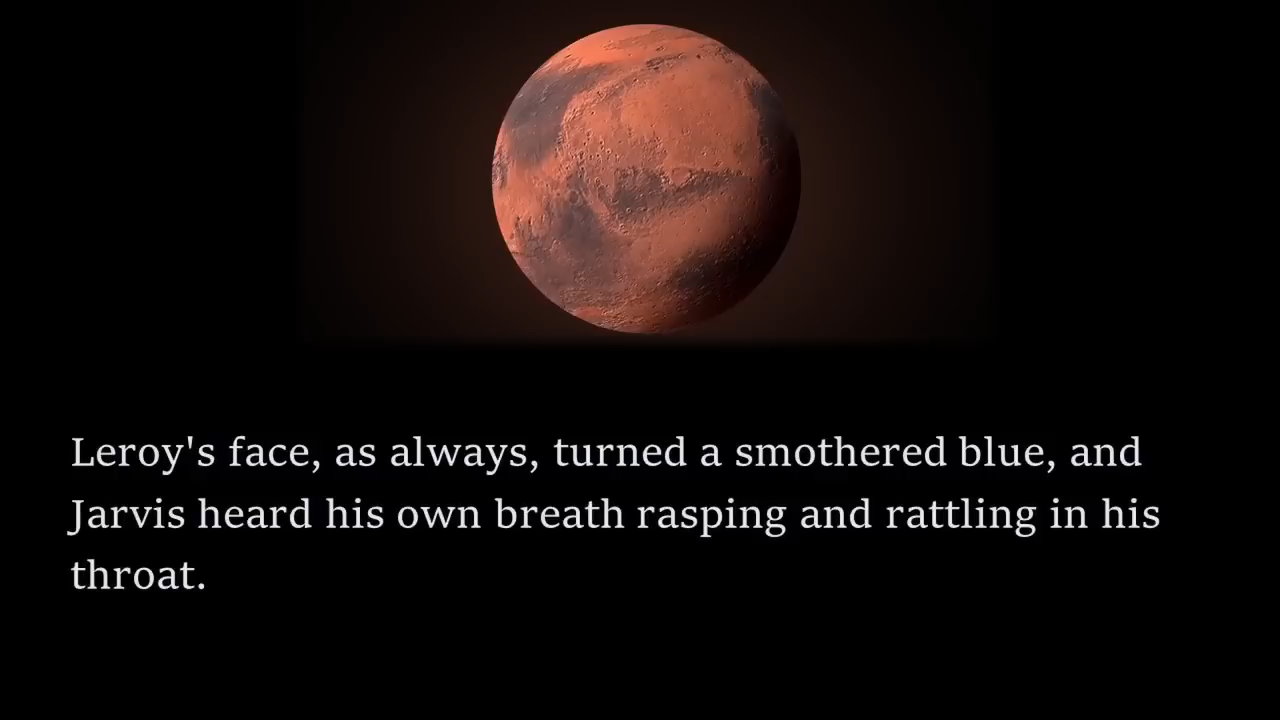 Leroy's face, as always, turned a smothered blue, and
Jarvis heard his own breath rasping and rattling in his
throat.